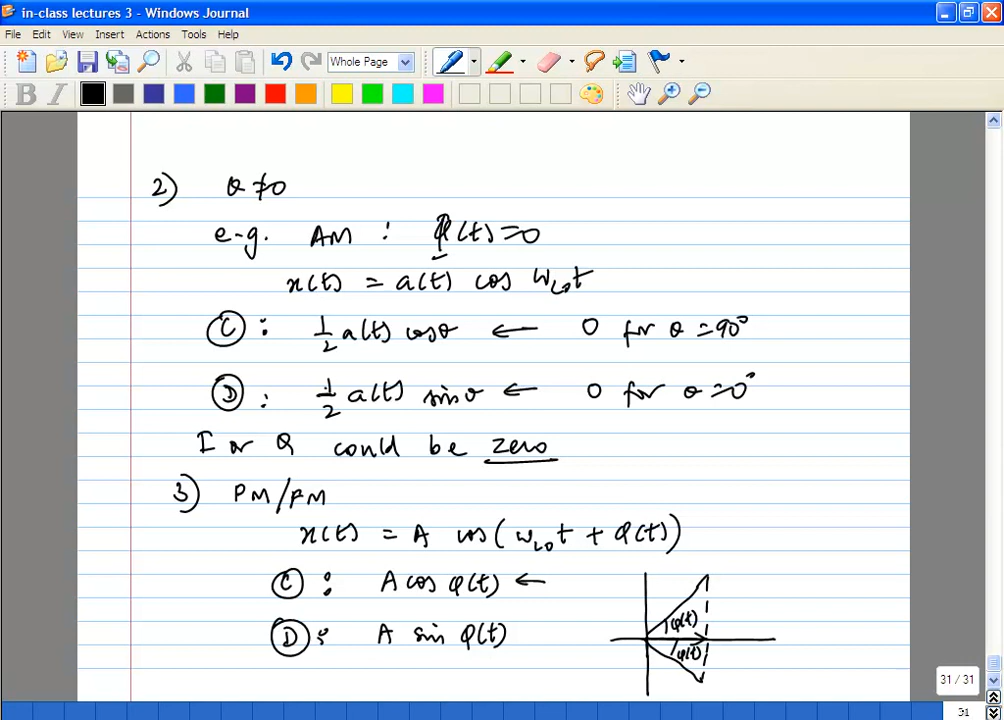 in-class lectures 3 - Windows Journal
File Edit View Insert Actions Tools Help
Whole Page
B I
2) θ ≠ 0
e-g. AM : φ(t) = 0
x(t) = a(t) cos ω_LO t
Ⓒ : 1/2 a(t) cosθ ← 0 for θ = 90°
Ⓓ : 1/2 a(t) sinθ ← 0 for θ = 0°
I or Q could be zero
3) PM/FM
x(t) = A cos(ω_LO t + φ(t))
Ⓒ : A cos φ(t) ←
Ⓓ : A sin φ(t)
φ(t)
φ(t)
31 / 31
31